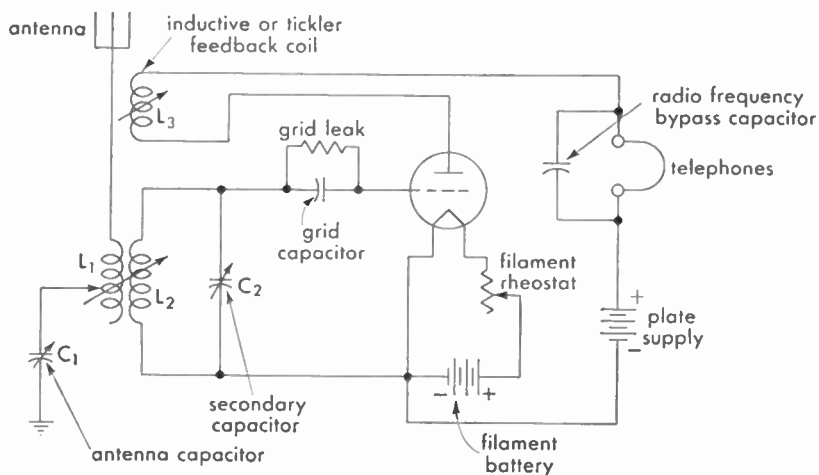 antenna
inductive or tickler
feedback coil
L3
grid leak
radio frequency
bypass capacitor
telephones
grid
capacitor
L1
L2
C2
filament
rheostat
+
plate
supply
-
C1
secondary
capacitor
- +
antenna capacitor
filament
battery